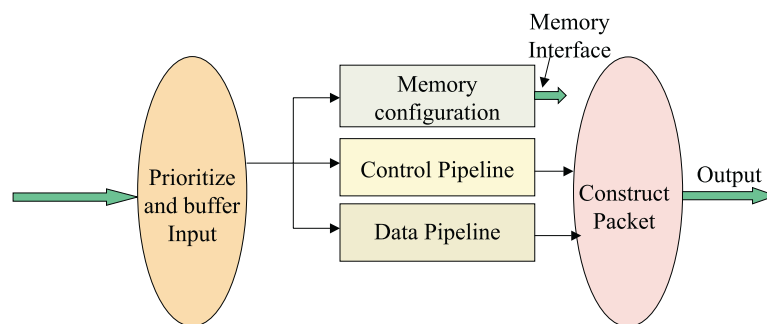 Memory
Interface
Memory
configuration
Prioritize
and buffer
Input
Control Pipeline
Data Pipeline
Construct
Packet
Output